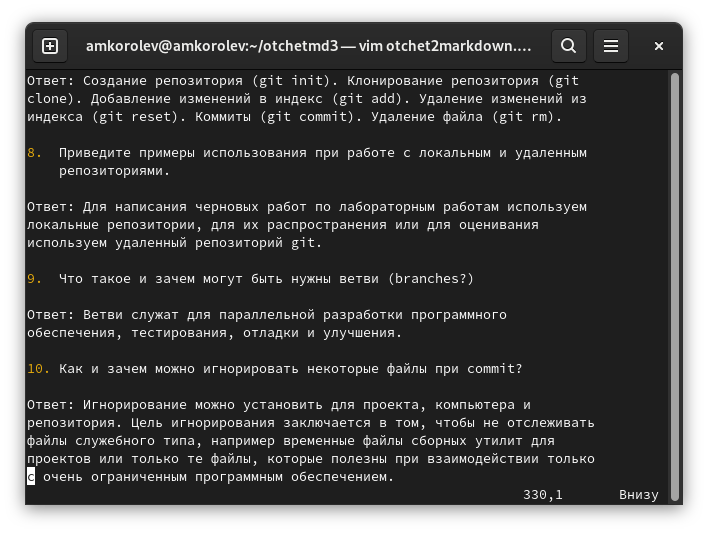 amkorolev@amkorolev:~/otchetmd3 — vim otchet2markdown.…
Ответ: Создание репозитория (git init). Клонирование репозитория (git
clone). Добавление изменений в индекс (git add). Удаление изменений из
индекса (git reset). Коммиты (git commit). Удаление файла (git rm).
8. Приведите примеры использования при работе с локальным и удаленным
репозиториями.
Ответ: Для написания черновых работ по лабораторным работам используем
локальные репозитории, для их распространения или для оценивания
используем удаленный репозиторий git.
9. Что такое и зачем могут быть нужны ветви (branches?)
Ответ: Ветви служат для параллельной разработки программного
обеспечения, тестирования, отладки и улучшения.
10. Как и зачем можно игнорировать некоторые файлы при commit?
Ответ: Игнорирование можно установить для проекта, компьютера и
репозитория. Цель игнорирования заключается в том, чтобы не отслеживать
файлы служебного типа, например временные файлы сборных утилит для
проектов или только те файлы, которые полезны при взаимодействии только
с очень ограниченным программным обеспечением.
330,1 Внизу